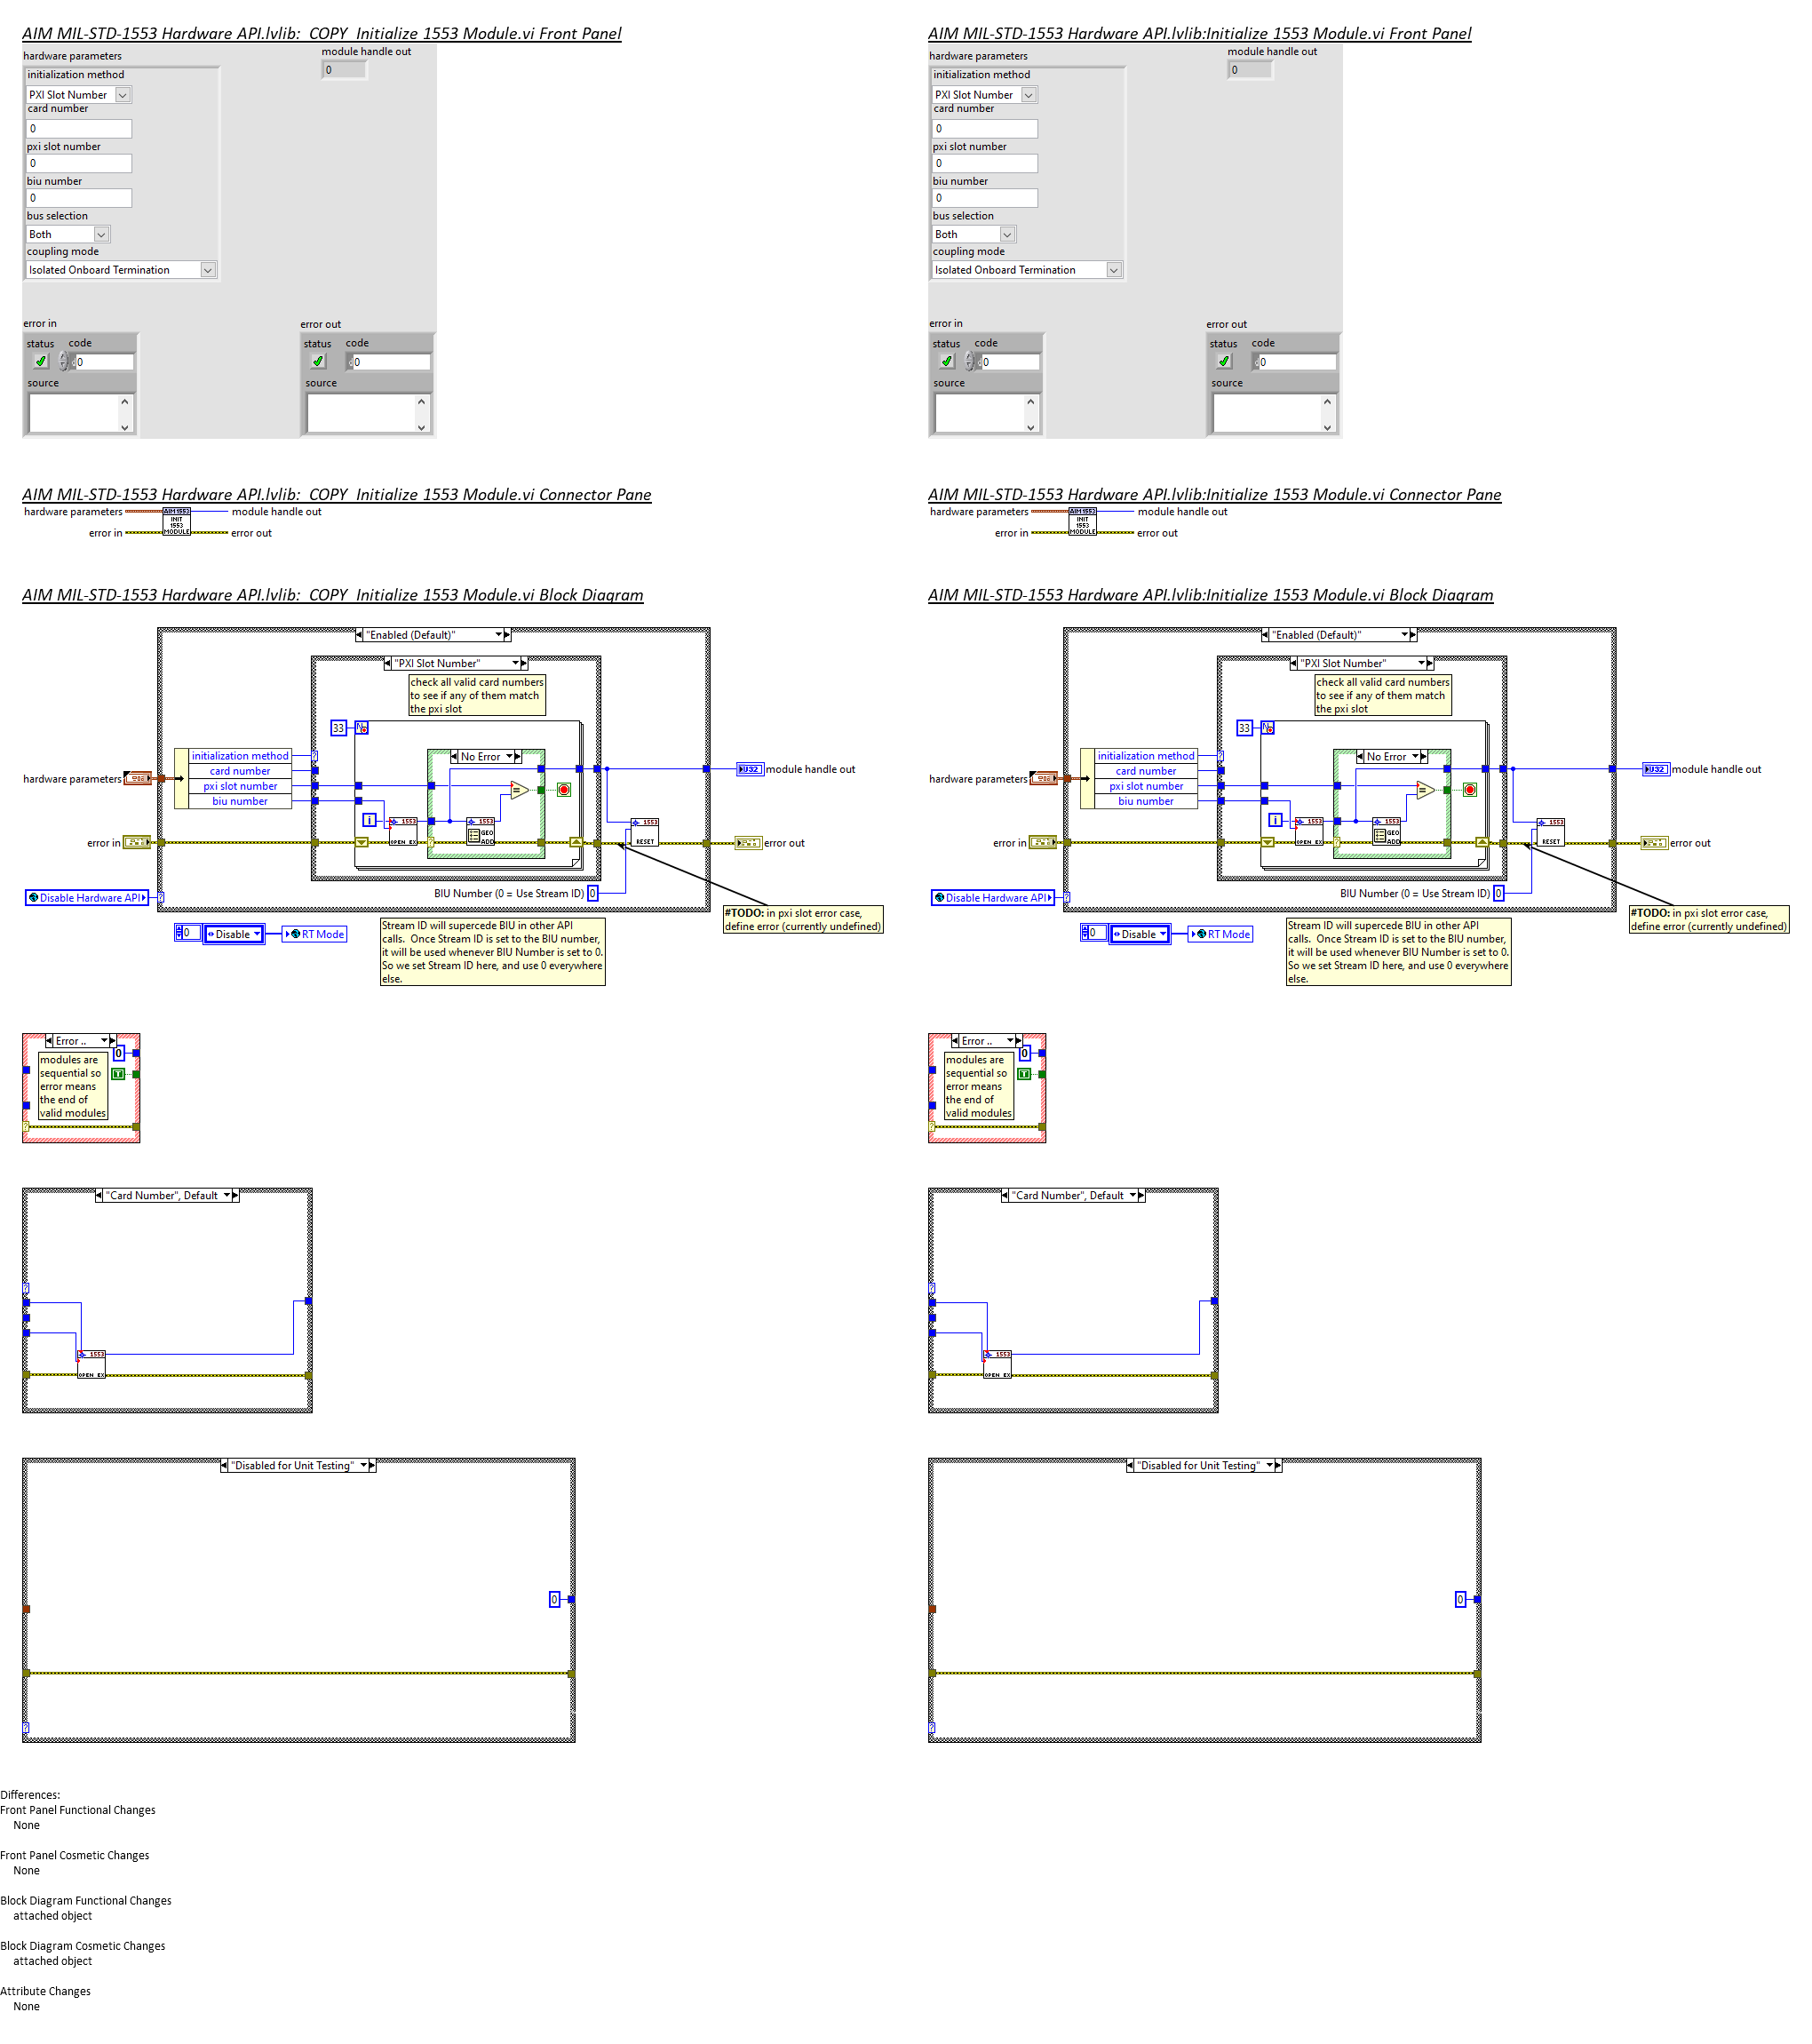 AIM MIL-STD-1553 Hardware API.lvlib:  COPY  Initialize 1553 Module.vi Front Panel
hardware parameters
module handle out
initialization method
0
PXI Slot Number
card number
0
pxi slot number
0
biu number
0
bus selection
Both
coupling mode
Isolated Onboard Termination
error in
error out
status code
status code
0
0
source
source
AIM MIL-STD-1553 Hardware API.lvlib:Initialize 1553 Module.vi Front Panel
hardware parameters
module handle out
initialization method
0
PXI Slot Number
card number
0
pxi slot number
0
biu number
0
bus selection
Both
coupling mode
Isolated Onboard Termination
error in
error out
status code
status code
0
0
source
source
AIM MIL-STD-1553 Hardware API.lvlib:  COPY  Initialize 1553 Module.vi Connector Pane
hardware parameters
AIM1553
INIT
1553
MODULE
module handle out
error in
error out
AIM MIL-STD-1553 Hardware API.lvlib:Initialize 1553 Module.vi Connector Pane
hardware parameters
AIM1553
INIT
1553
MODULE
module handle out
error in
error out
AIM MIL-STD-1553 Hardware API.lvlib:  COPY  Initialize 1553 Module.vi Block Diagram
"Enabled (Default)"
"PXI Slot Number"
check all valid card numbers
to see if any of them match
the pxi slot
33
N
No Error
initialization method
card number
pxi slot number
biu number
hardware parameters
U32
module handle out
i
1553
OPEN_EX
1553
GEO
ADD
1553
RESET
error in
error out
BIU Number (0 = Use Stream ID)
0
Disable Hardware API
#TODO: in pxi slot error case,
define error (currently undefined)
0
Disable
RT Mode
Stream ID will supercede BIU in other API
calls.  Once Stream ID is set to the BIU number,
it will be used whenever BIU Number is set to 0.
So we set Stream ID here, and use 0 everywhere
else.
AIM MIL-STD-1553 Hardware API.lvlib:Initialize 1553 Module.vi Block Diagram
"Enabled (Default)"
"PXI Slot Number"
check all valid card numbers
to see if any of them match
the pxi slot
33
N
No Error
initialization method
card number
pxi slot number
biu number
hardware parameters
U32
module handle out
i
1553
OPEN_EX
1553
GEO
ADD
1553
RESET
error in
error out
BIU Number (0 = Use Stream ID)
0
Disable Hardware API
#TODO: in pxi slot error case,
define error (currently undefined)
0
Disable
RT Mode
Stream ID will supercede BIU in other API
calls.  Once Stream ID is set to the BIU number,
it will be used whenever BIU Number is set to 0.
So we set Stream ID here, and use 0 everywhere
else.
Error ..
0
modules are
sequential so
error means
the end of
valid modules
T
Error ..
0
modules are
sequential so
error means
the end of
valid modules
T
"Card Number", Default
1553
OPEN_EX
"Card Number", Default
1553
OPEN_EX
"Disabled for Unit Testing"
0
"Disabled for Unit Testing"
0
Differences:
Front Panel Functional Changes
None
Front Panel Cosmetic Changes
None
Block Diagram Functional Changes
attached object
Block Diagram Cosmetic Changes
attached object
Attribute Changes
None